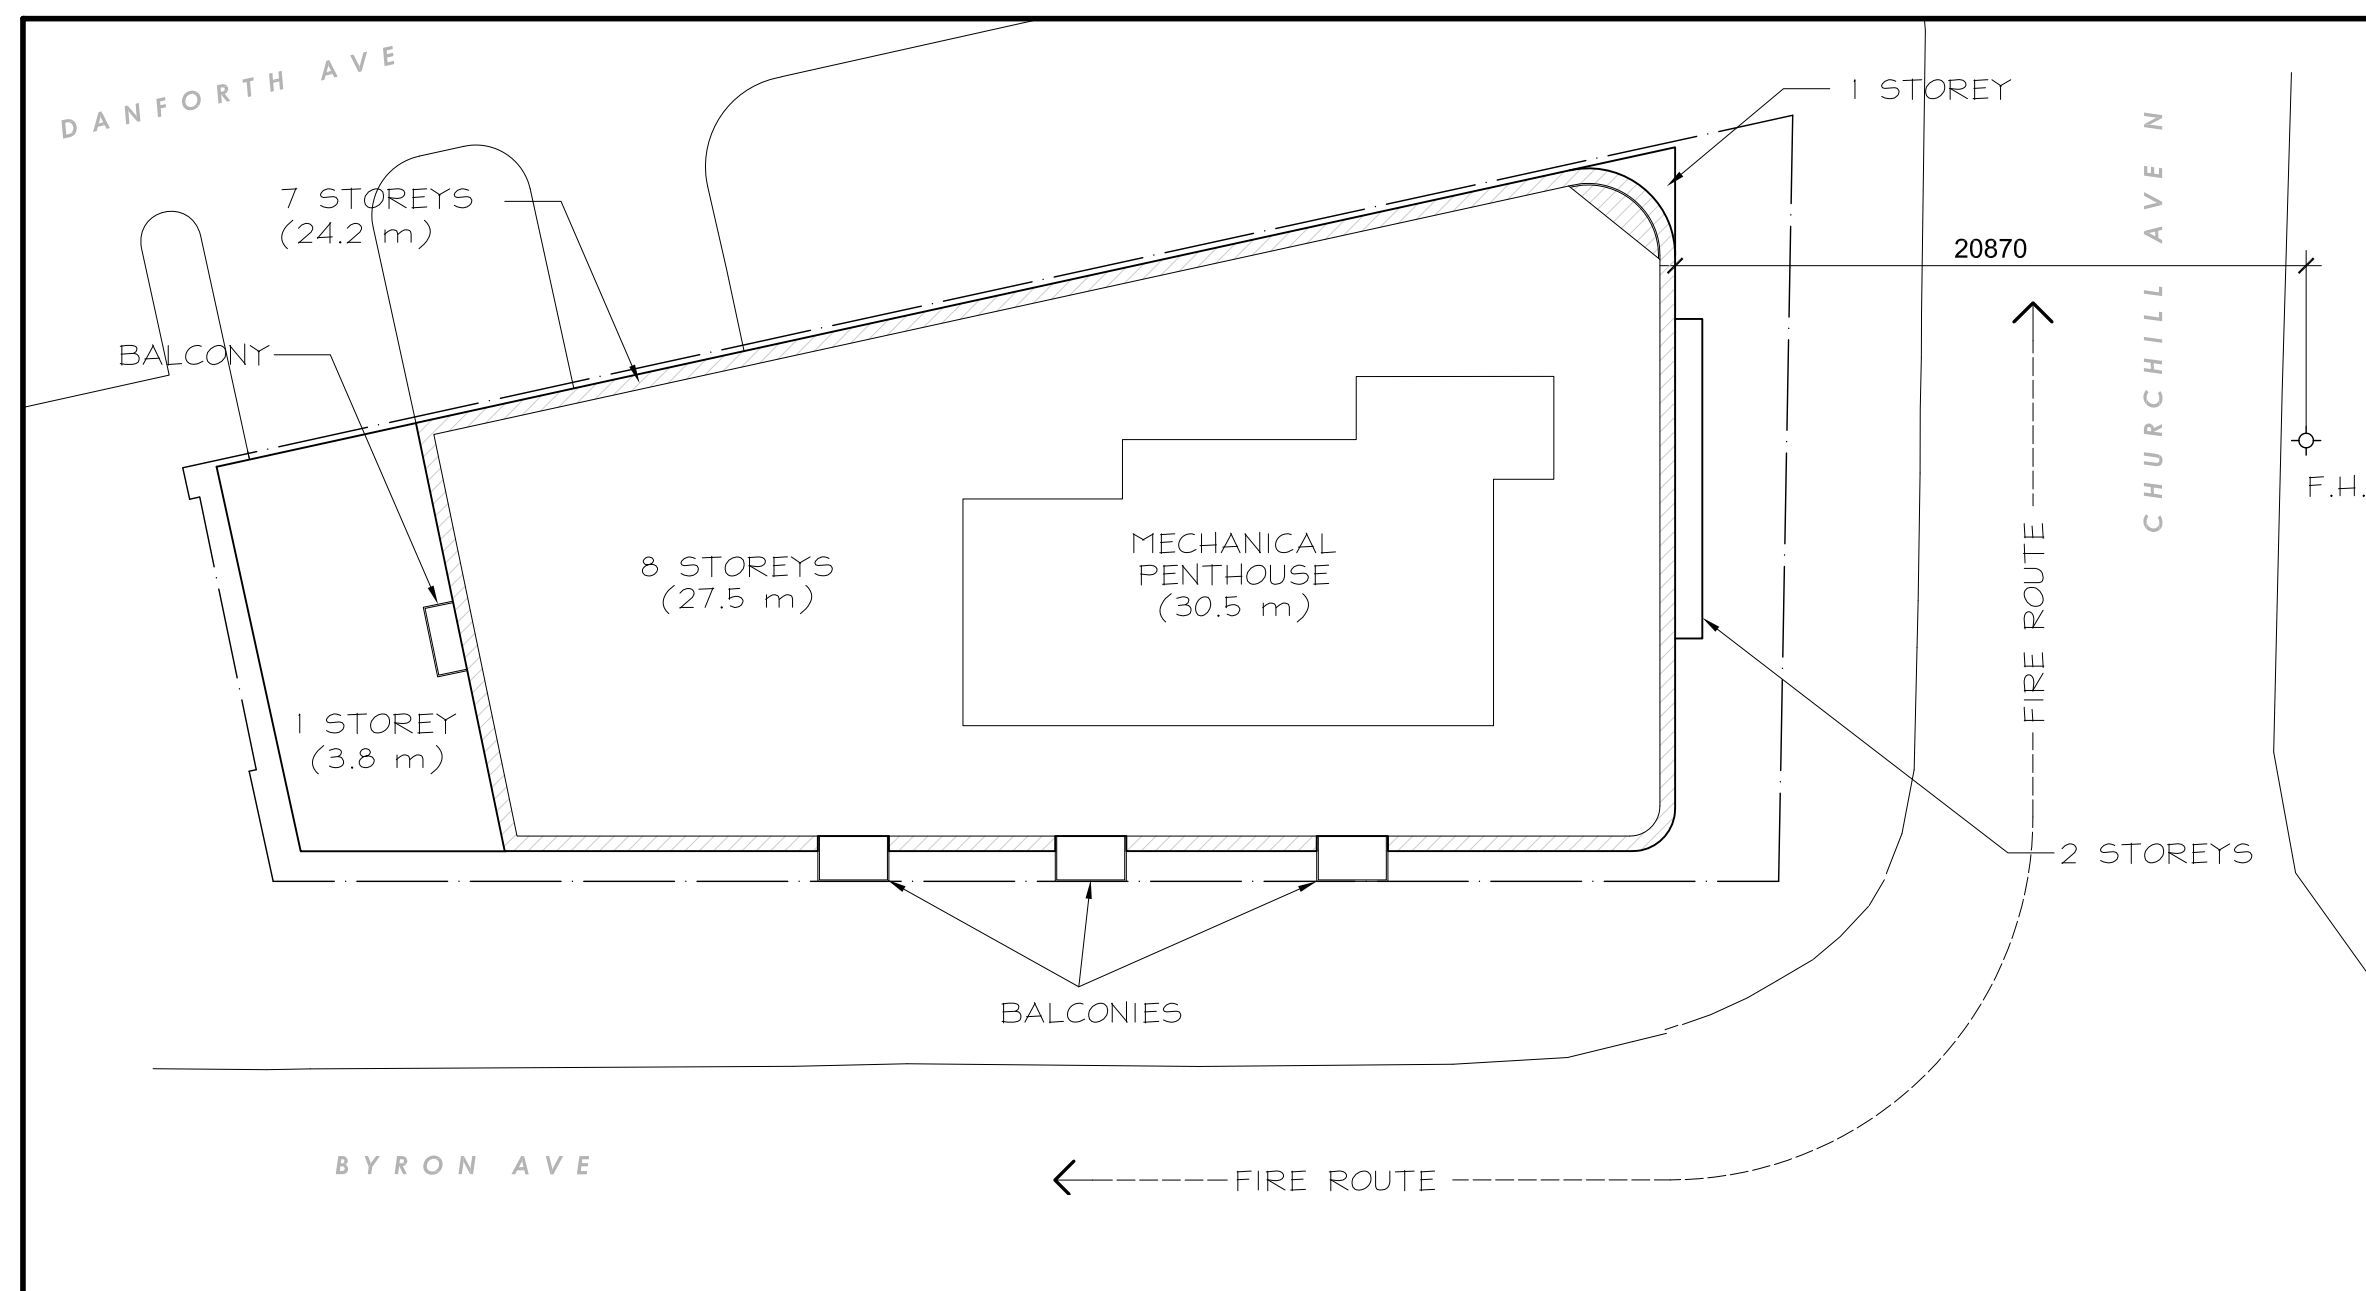 DANFORTH AVE
1 STOREY
CHURCHILL AVE N
7 STOREYS
(24.2 m)
20870
BALCONY
F.H.
8 STOREYS
(27.5 m)
MECHANICAL
PENTHOUSE
(30.5 m)
FIRE ROUTE
1 STOREY
(3.8 m)
2 STOREYS
BALCONIES
BYRON AVE
FIRE ROUTE